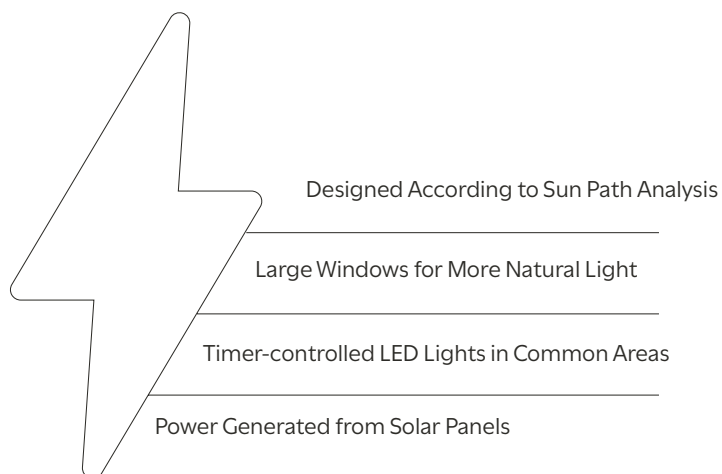 Designed According to Sun Path Analysis
Large Windows for More Natural Light
Timer-controlled LED Lights in Common Areas
Power Generated from Solar Panels